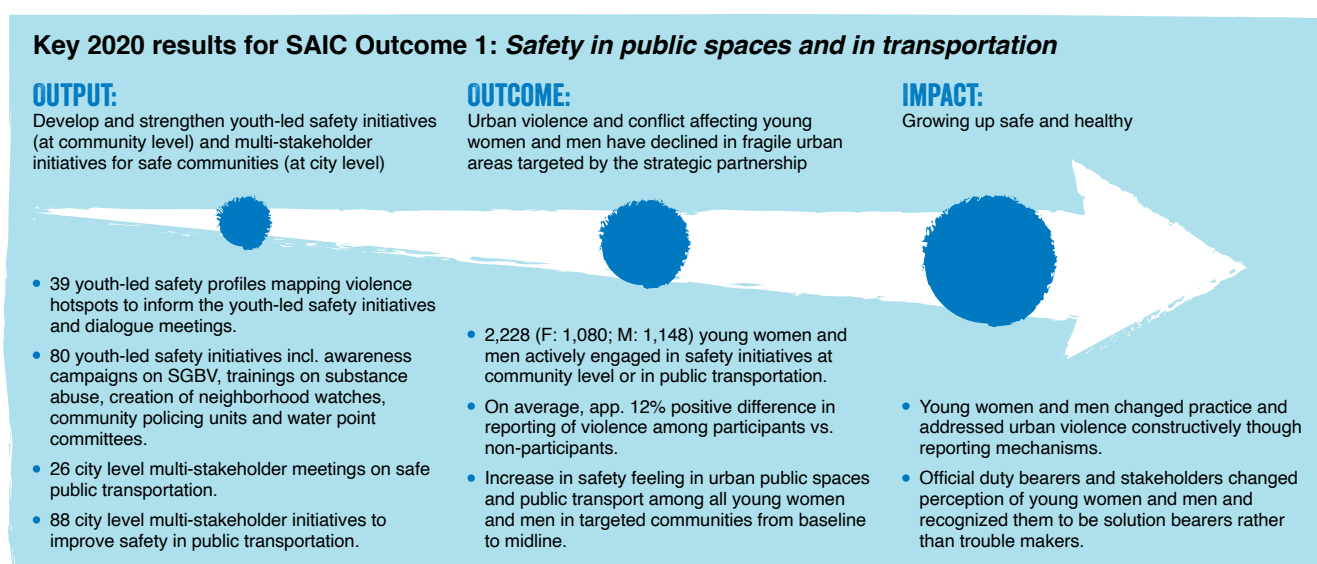 Key 2020 results for SAIC Outcome 1: Safety in public spaces and in transportation
OUTPUT:
Develop and strengthen youth-led safety initiatives
(at community level) and multi-stakeholder
initiatives for safe communities (at city level)
• 39 youth-led safety profiles mapping violence
hotspots to inform the youth-led safety initiatives
and dialogue meetings.
• 80 youth-led safety initiatives incl. awareness
campaigns on SGBV, trainings on substance
abuse, creation of neighborhood watches,
community policing units and water point
committees.
• 26 city level multi-stakeholder meetings on safe
public transportation.
• 88 city level multi-stakeholder initiatives to
improve safety in public transportation.
OUTCOME:
Urban violence and conflict affecting young
women and men have declined in fragile urban
areas targeted by the strategic partnership
• 2,228 (F: 1,080; M: 1,148) young women and
men actively engaged in safety initiatives at
community level or in public transportation.
• On average, app. 12% positive difference in
reporting of violence among participants vs.
non-participants.
• Increase in safety feeling in urban public spaces
and public transport among all young women
and men in targeted communities from baseline
to midline.
IMPACT:
Growing up safe and healthy
• Young women and men changed practice and
addressed urban violence constructively though
reporting mechanisms.
• Official duty bearers and stakeholders changed
perception of young women and men and
recognized them to be solution bearers rather
than trouble makers.